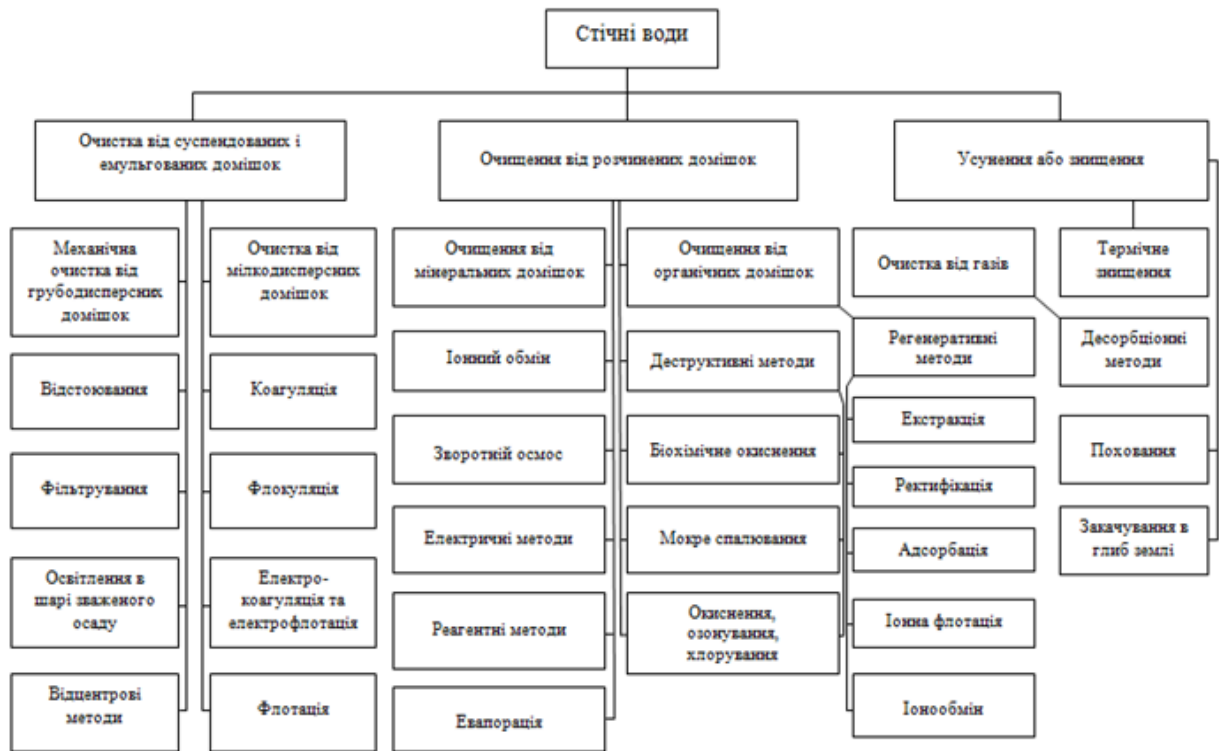 Стічні води
Очистка від суспендованих і
емульгованих домішок
Очищення від розчинених домішок
Усунення або знищення
Механічна
очистка від
грубодисперсних
домішок
Очистка від
мілкодисперсних
домішок
Очищення від
мінеральних домішок
Очищення від
органічних домішок
Очистка від газів
Термічне
знищення
Відстоювання
Коагуляція
Іонний обмін
Деструктивні методи
Регенеративні
методи
Десорбціонні
методи
Екстракція
Фільтрування
Флокуляція
Зворотній осмос
Біохімічне окиснення
Ректифікація
Поховання
Освітлення в
шарі зваженого
осаду
Електро-
коагуляція та
електрофлотація
Електричні методи
Мокре спалювання
Адсорбація
Закачування в
глиб землі
Реагентні методи
Окиснення,
озонування,
хлорування
Іонна флотація
Відцентрові
методи
Флотація
Евапорація
Іонообмін